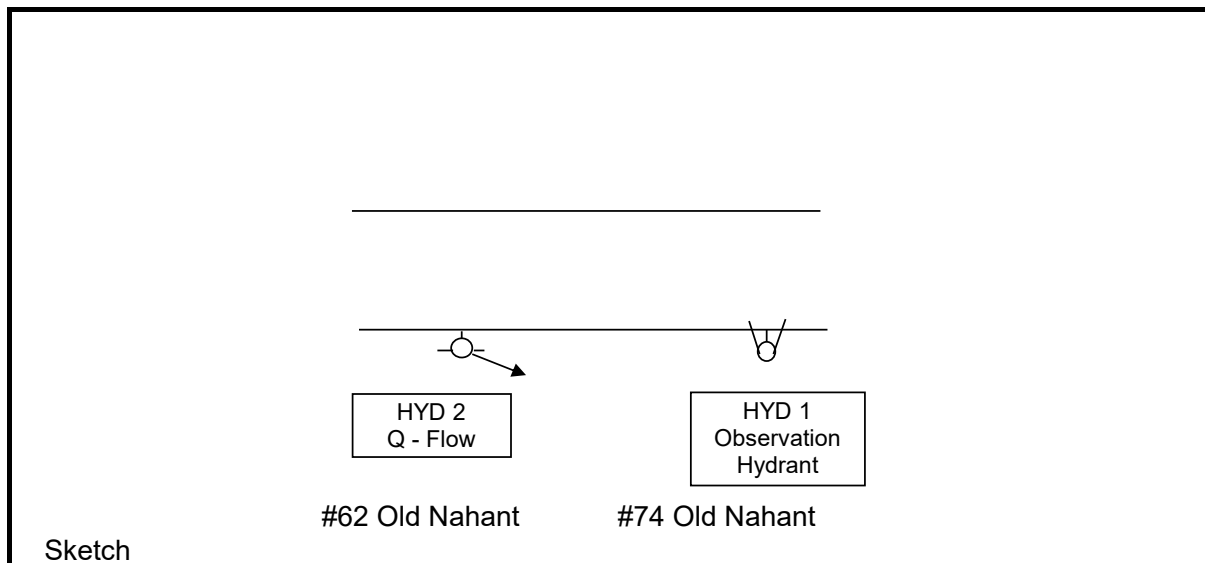 HYD 2
Q - Flow
HYD 1
Observation
Hydrant
#62 Old Nahant
#74 Old Nahant
Sketch